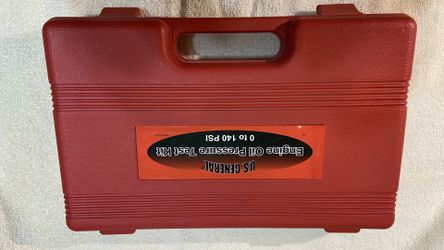 US GENERAL
Engine Oil Pressure Test Kit
0 to 140 PSI